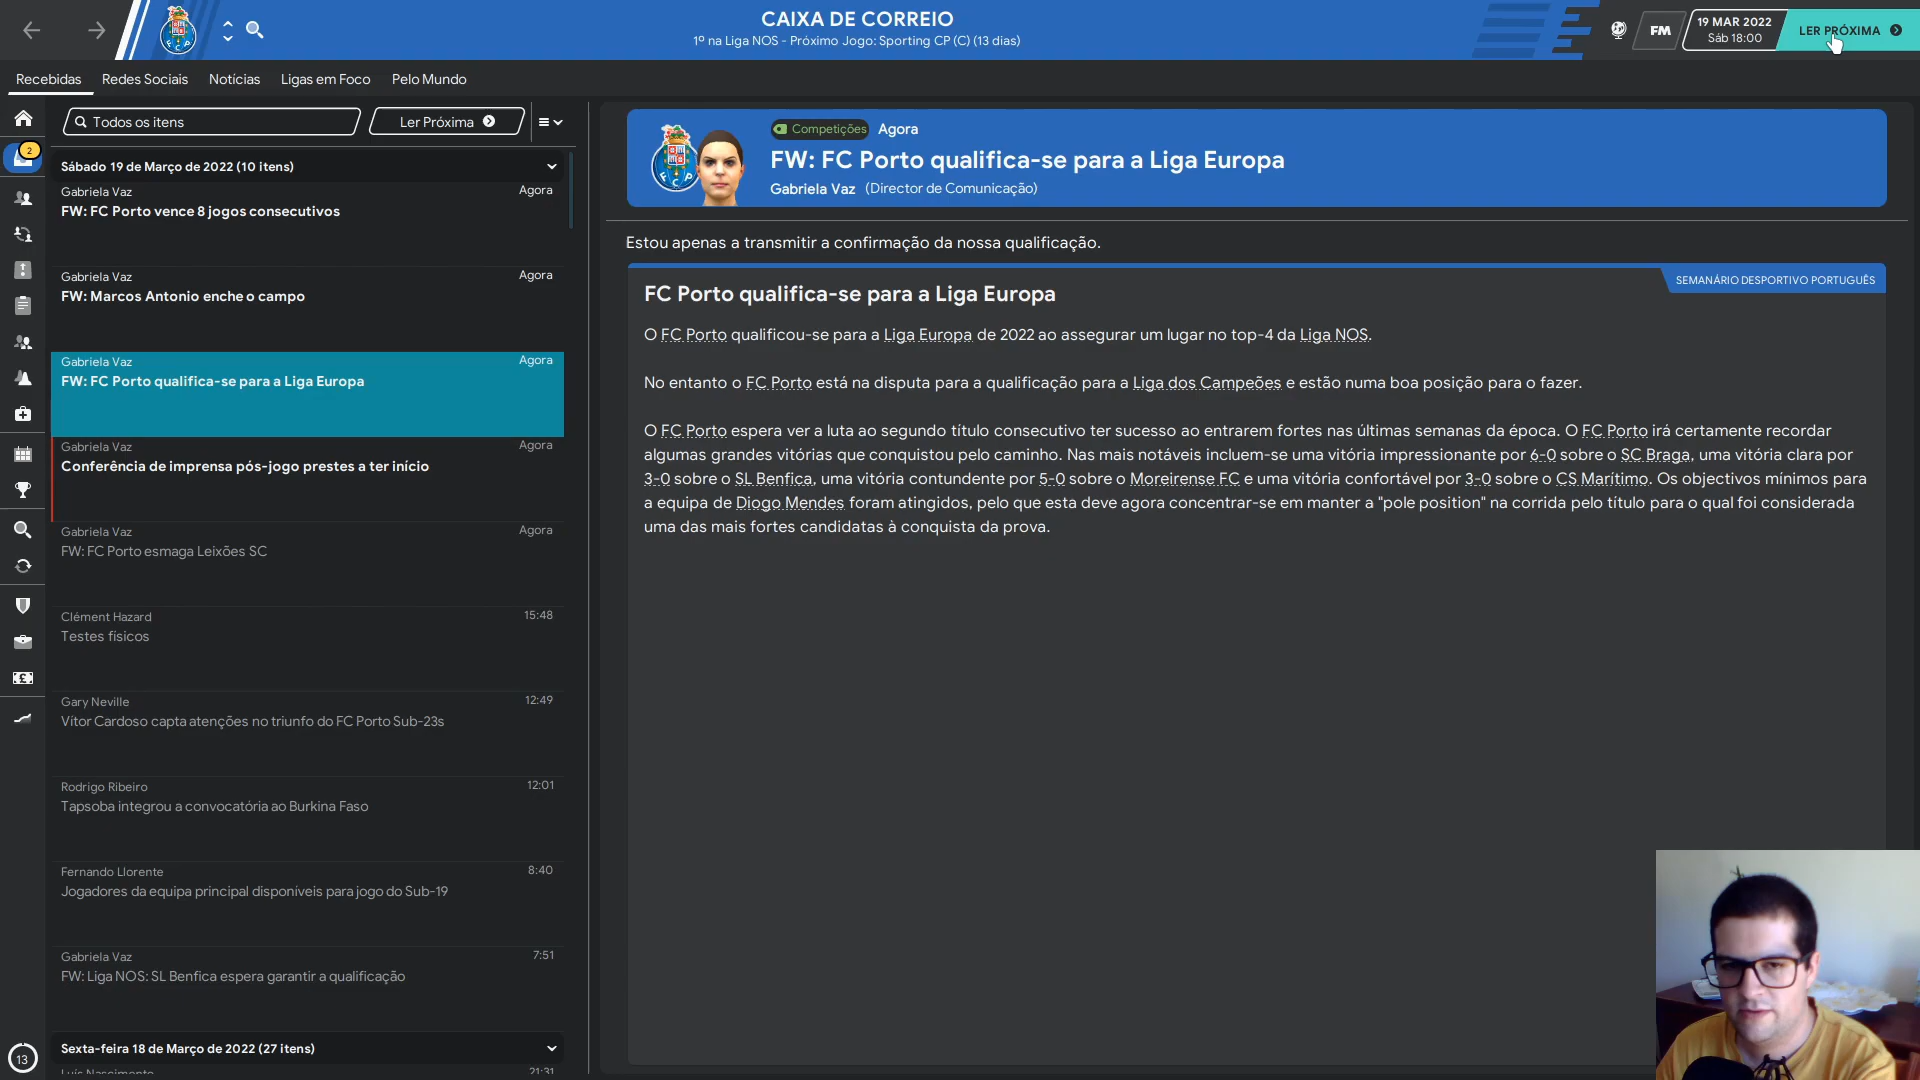 CAIXA DE CORREIO
1º na Liga NOS - Próximo Jogo: Sporting CP (C) (13 dias)
FM
19 MAR 2022
Sáb 18:00
LER PRÓXIMA
Recebidas
Redes Sociais
Notícias
Ligas em Foco
Pelo Mundo
Todos os itens
Ler Próxima
2
Sábado 19 de Março de 2022 (10 itens)
Gabriela Vaz
Agora
FW: FC Porto vence 8 jogos consecutivos
Gabriela Vaz
Agora
FW: Marcos Antonio enche o campo
Gabriela Vaz
Agora
FW: FC Porto qualifica-se para a Liga Europa
Gabriela Vaz
Agora
Conferência de imprensa pós-jogo prestes a ter início
Gabriela Vaz
Agora
FW: FC Porto esmaga Leixões SC
Clément Hazard
15:48
Testes físicos
Gary Neville
12:49
Vítor Cardoso capta atenções no triunfo do FC Porto Sub-23s
Rodrigo Ribeiro
12:01
Tapsoba integrou a convocatória ao Burkina Faso
Fernando Llorente
8:40
Jogadores da equipa principal disponíveis para jogo do Sub-19
Gabriela Vaz
7:51
FW: Liga NOS: SL Benfica espera garantir a qualificação
Sexta-feira 18 de Março de 2022 (27 itens)
Luís Nascimento
21:31
13
Competições
Agora
FW: FC Porto qualifica-se para a Liga Europa
Gabriela Vaz (Director de Comunicação)
Estou apenas a transmitir a confirmação da nossa qualificação.
SEMANÁRIO DESPORTIVO PORTUGUÊS
FC Porto qualifica-se para a Liga Europa
O FC Porto qualificou-se para a Liga Europa de 2022 ao assegurar um lugar no top-4 da Liga NOS.
No entanto o FC Porto está na disputa para a qualificação para a Liga dos Campeões e estão numa boa posição para o fazer.
O FC Porto espera ver a luta ao segundo título consecutivo ter sucesso ao entrarem fortes nas últimas semanas da época. O FC Porto irá certamente recordar
algumas grandes vitórias que conquistou pelo caminho. Nas mais notáveis incluem-se uma vitória impressionante por 6-0 sobre o SC Braga, uma vitória clara por
3-0 sobre o SL Benfica, uma vitória contundente por 5-0 sobre o Moreirense FC e uma vitória confortável por 3-0 sobre o CS Marítimo. Os objectivos mínimos para
a equipa de Diogo Mendes foram atingidos, pelo que esta deve agora concentrar-se em manter a "pole position" na corrida pelo título para o qual foi considerada
uma das mais fortes candidatas à conquista da prova.